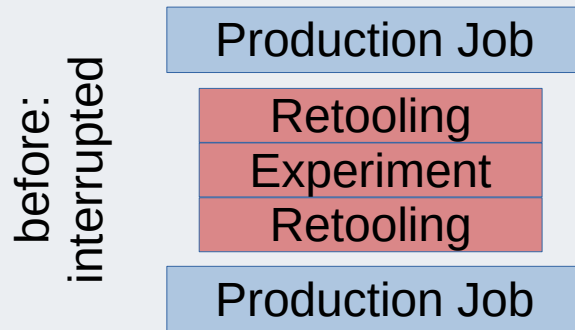 before:
interrupted
Production Job
Retooling
Experiment
Retooling
Production Job